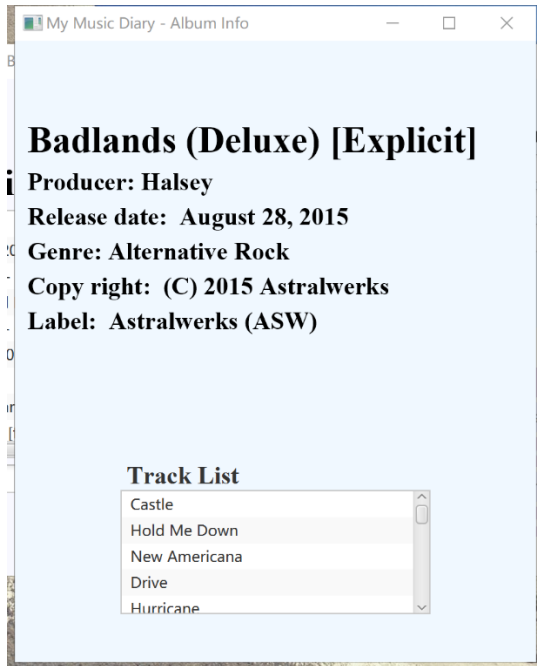 My Music Diary - Album Info
Badlands (Deluxe) [Explicit]
Producer: Halsey
Release date:  August 28, 2015
Genre: Alternative Rock
Copy right:  (C) 2015 Astralwerks
Label:  Astralwerks (ASW)
Track List
Castle
Hold Me Down
New Americana
Drive
Hurricane